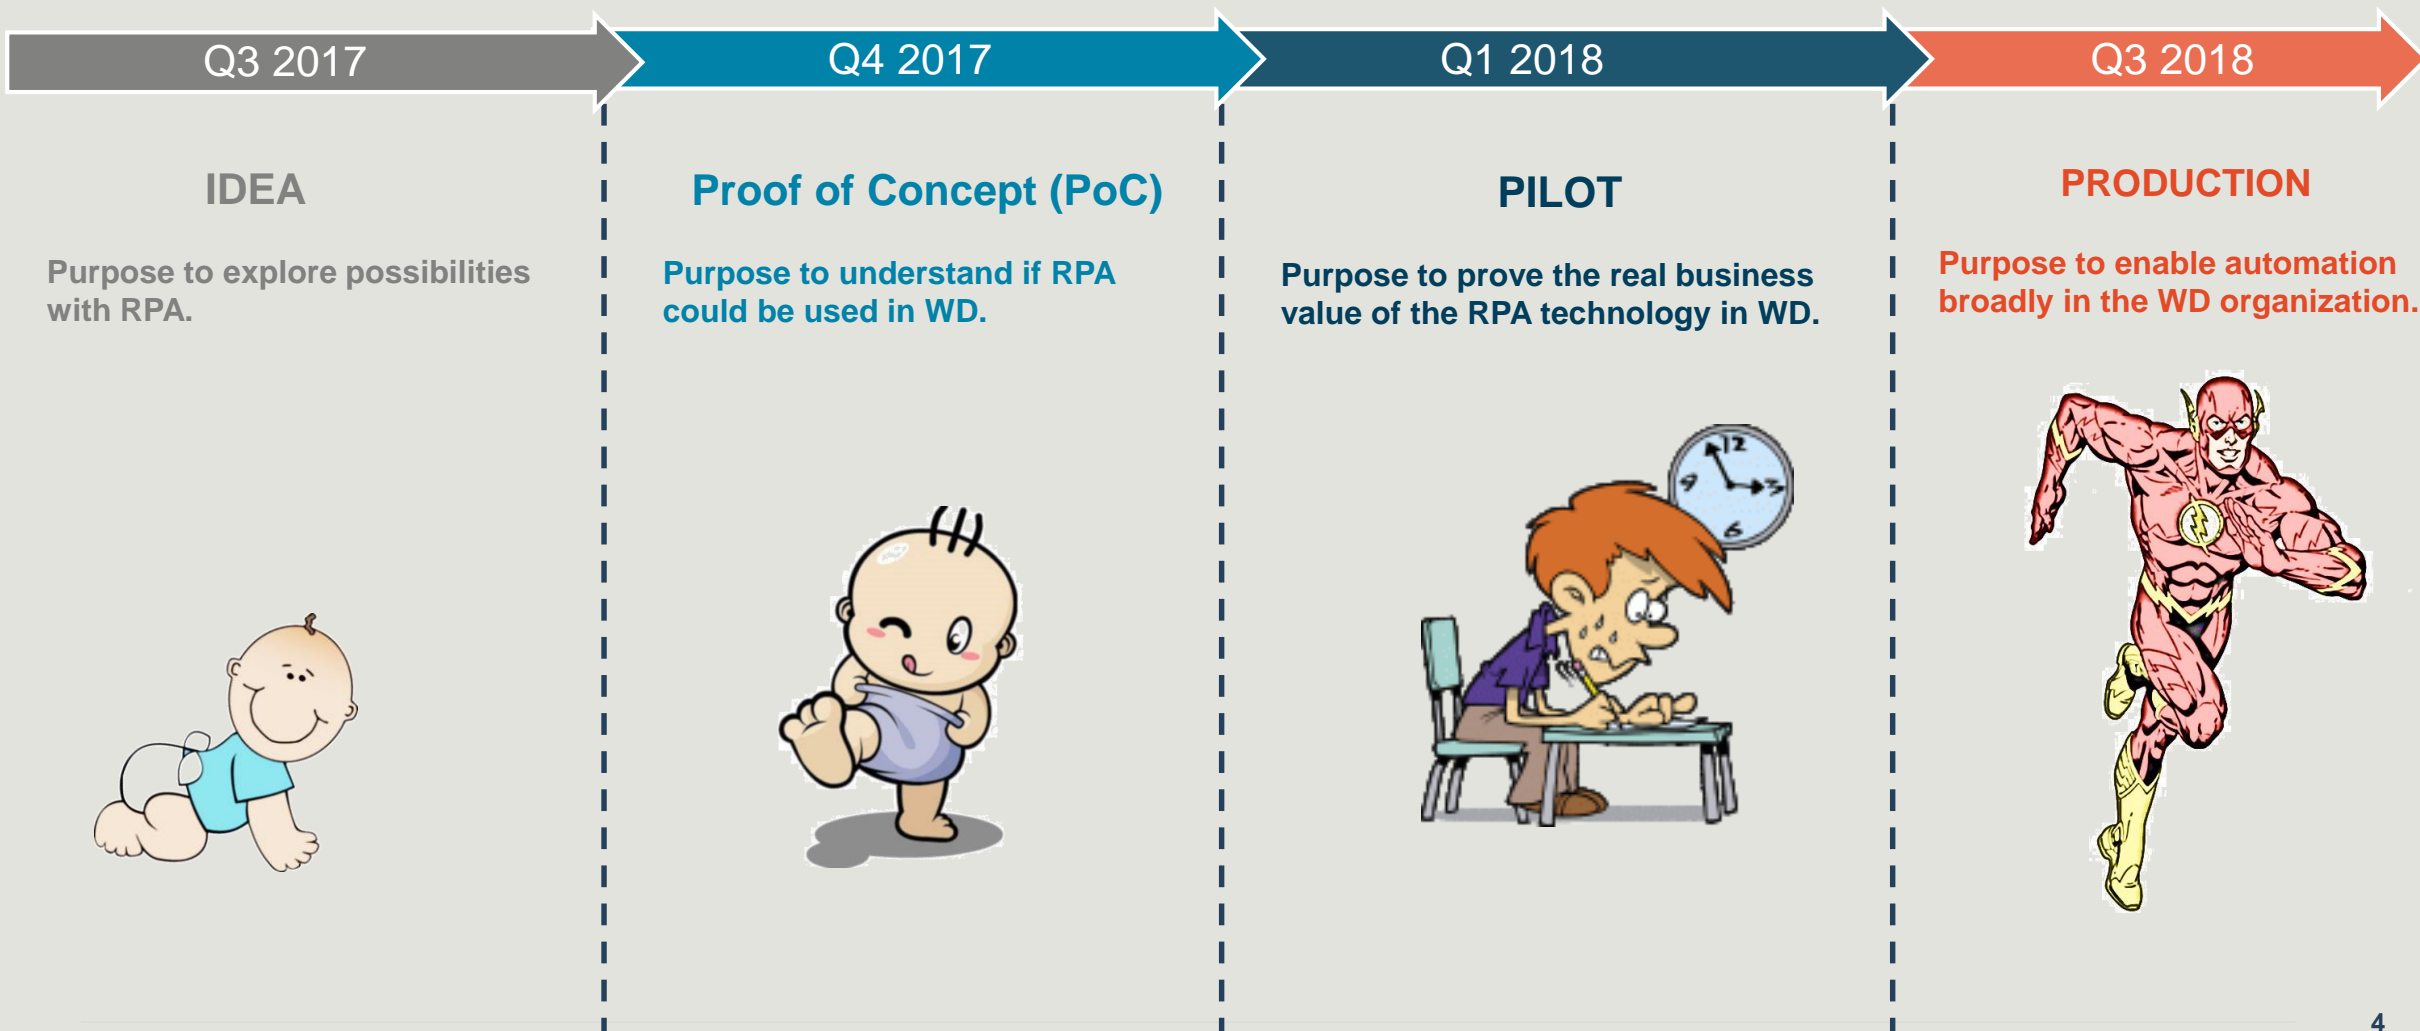 Q3 2017
Q4 2017
Q1 2018
Q3 2018
IDEA
Purpose to explore possibilities
with RPA.
Proof of Concept (PoC)
Purpose to understand if RPA
could be used in WD.
PILOT
Purpose to prove the real business
value of the RPA technology in WD.
12
9
3
6
PRODUCTION
Purpose to enable automation
broadly in the WD organization.
4